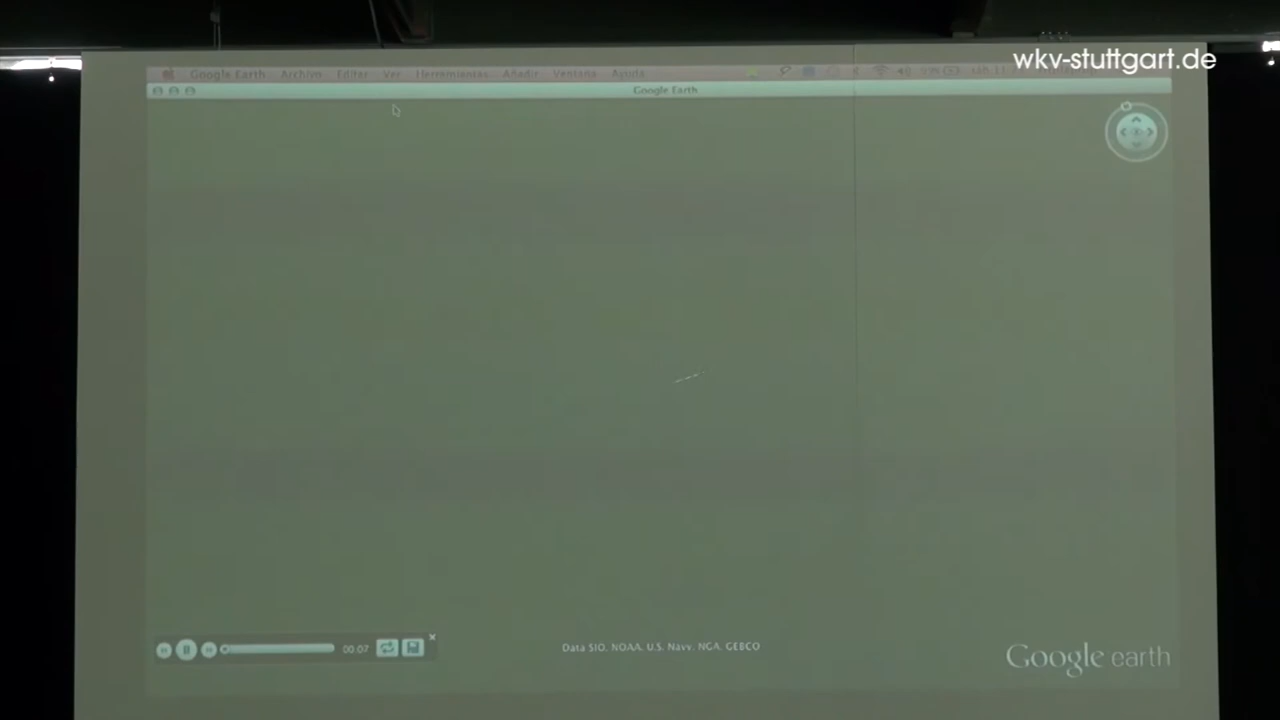 wkv-stuttgart.de
Google Earth Archivo Editar Ver Herramientas Añadir Ventana Ayuda
Google Earth
00:07
Data SIO, NOAA, U.S. Navy, NGA, GEBCO
Google earth